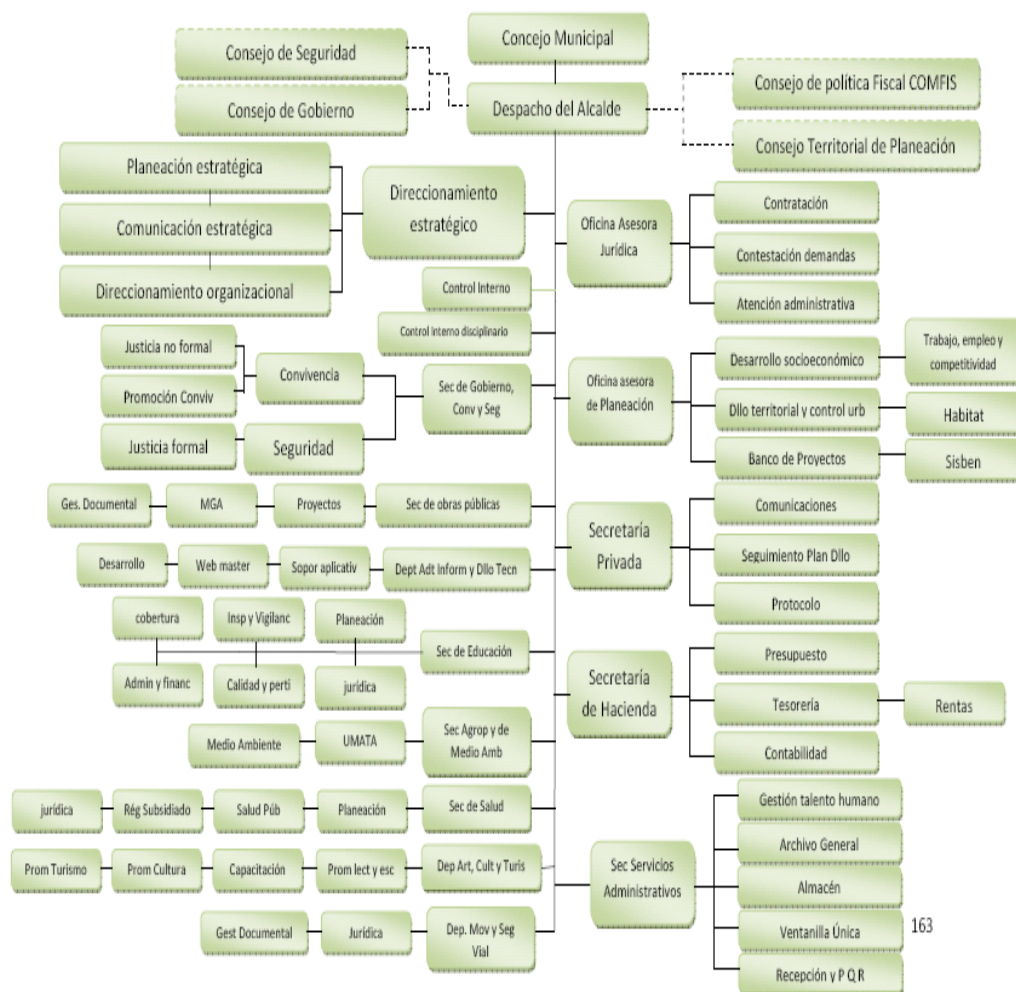 Concejo Municipal
Consejo de Seguridad
Consejo de Gobierno
Despacho del Alcalde
Consejo de política Fiscal COMFIS
Consejo Territorial de Planeación
Planeación estratégica
Comunicación estratégica
Direccionamiento organizacional
Direccionamiento
estratégico
Oficina Asesora
Jurídica
Contratación
Contestación demandas
Atención administrativa
Control Interno
Control Interno disciplinario
Justicia no formal
Promoción Conviv
Convivencia
Justicia formal
Seguridad
Sec de Gobierno,
Conv y Seg
Oficina asesora
de Planeación
Desarrollo socioeconómico
Trabajo, empleo y
competitividad
Dllo territorial y control urb
Habitat
Banco de Proyectos
Sisben
Ges. Documental
MGA
Proyectos
Sec de obras públicas
Secretaría
Privada
Comunicaciones
Seguimiento Plan Dllo
Protocolo
Desarrollo
Web master
Sopor aplicativ
Dept Adt Inform y Dllo Tecn
cobertura
Insp y Vigilanc
Planeación
Sec de Educación
Admin y financ
Calidad y perti
jurídica
Secretaría
de Hacienda
Presupuesto
Tesorería
Rentas
Contabilidad
Medio Ambiente
UMATA
Sec Agrop y de
Medio Amb
jurídica
Rég Subsidiado
Salud Púb
Planeación
Sec de Salud
Prom Turismo
Prom Cultura
Capacitación
Prom lect y esc
Dep Art, Cult y Turis
Sec Servicios
Administrativos
Gestión talento humano
Archivo General
Almacén
Ventanilla Única
Recepción y P Q R
163
Gest Documental
Jurídica
Dep. Mov y Seg
Vial